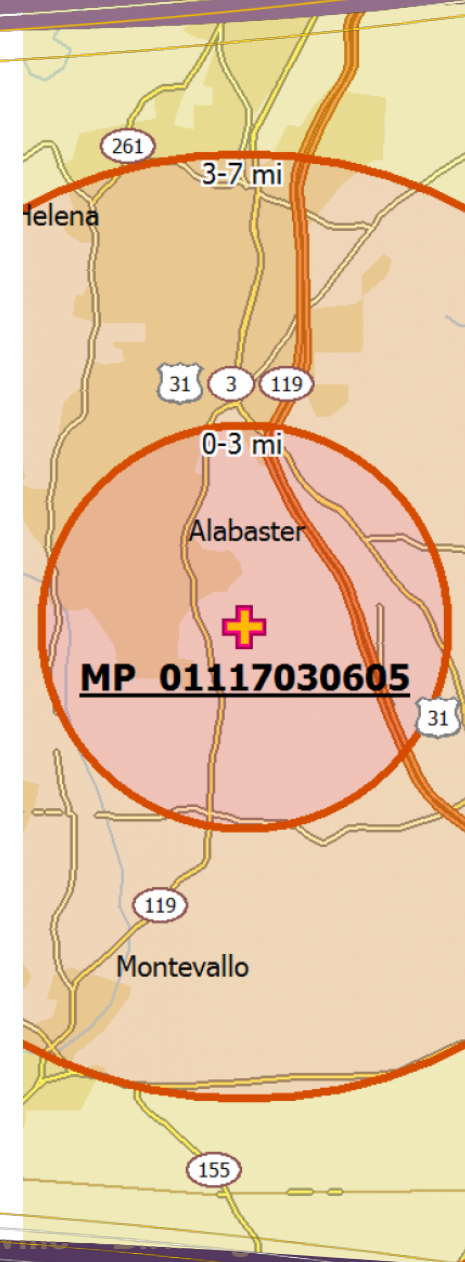 261
3-7 mi
Helena
31 3 119
0-3 mi
Alabaster
MP 01117030605
31
119
Montevallo
155